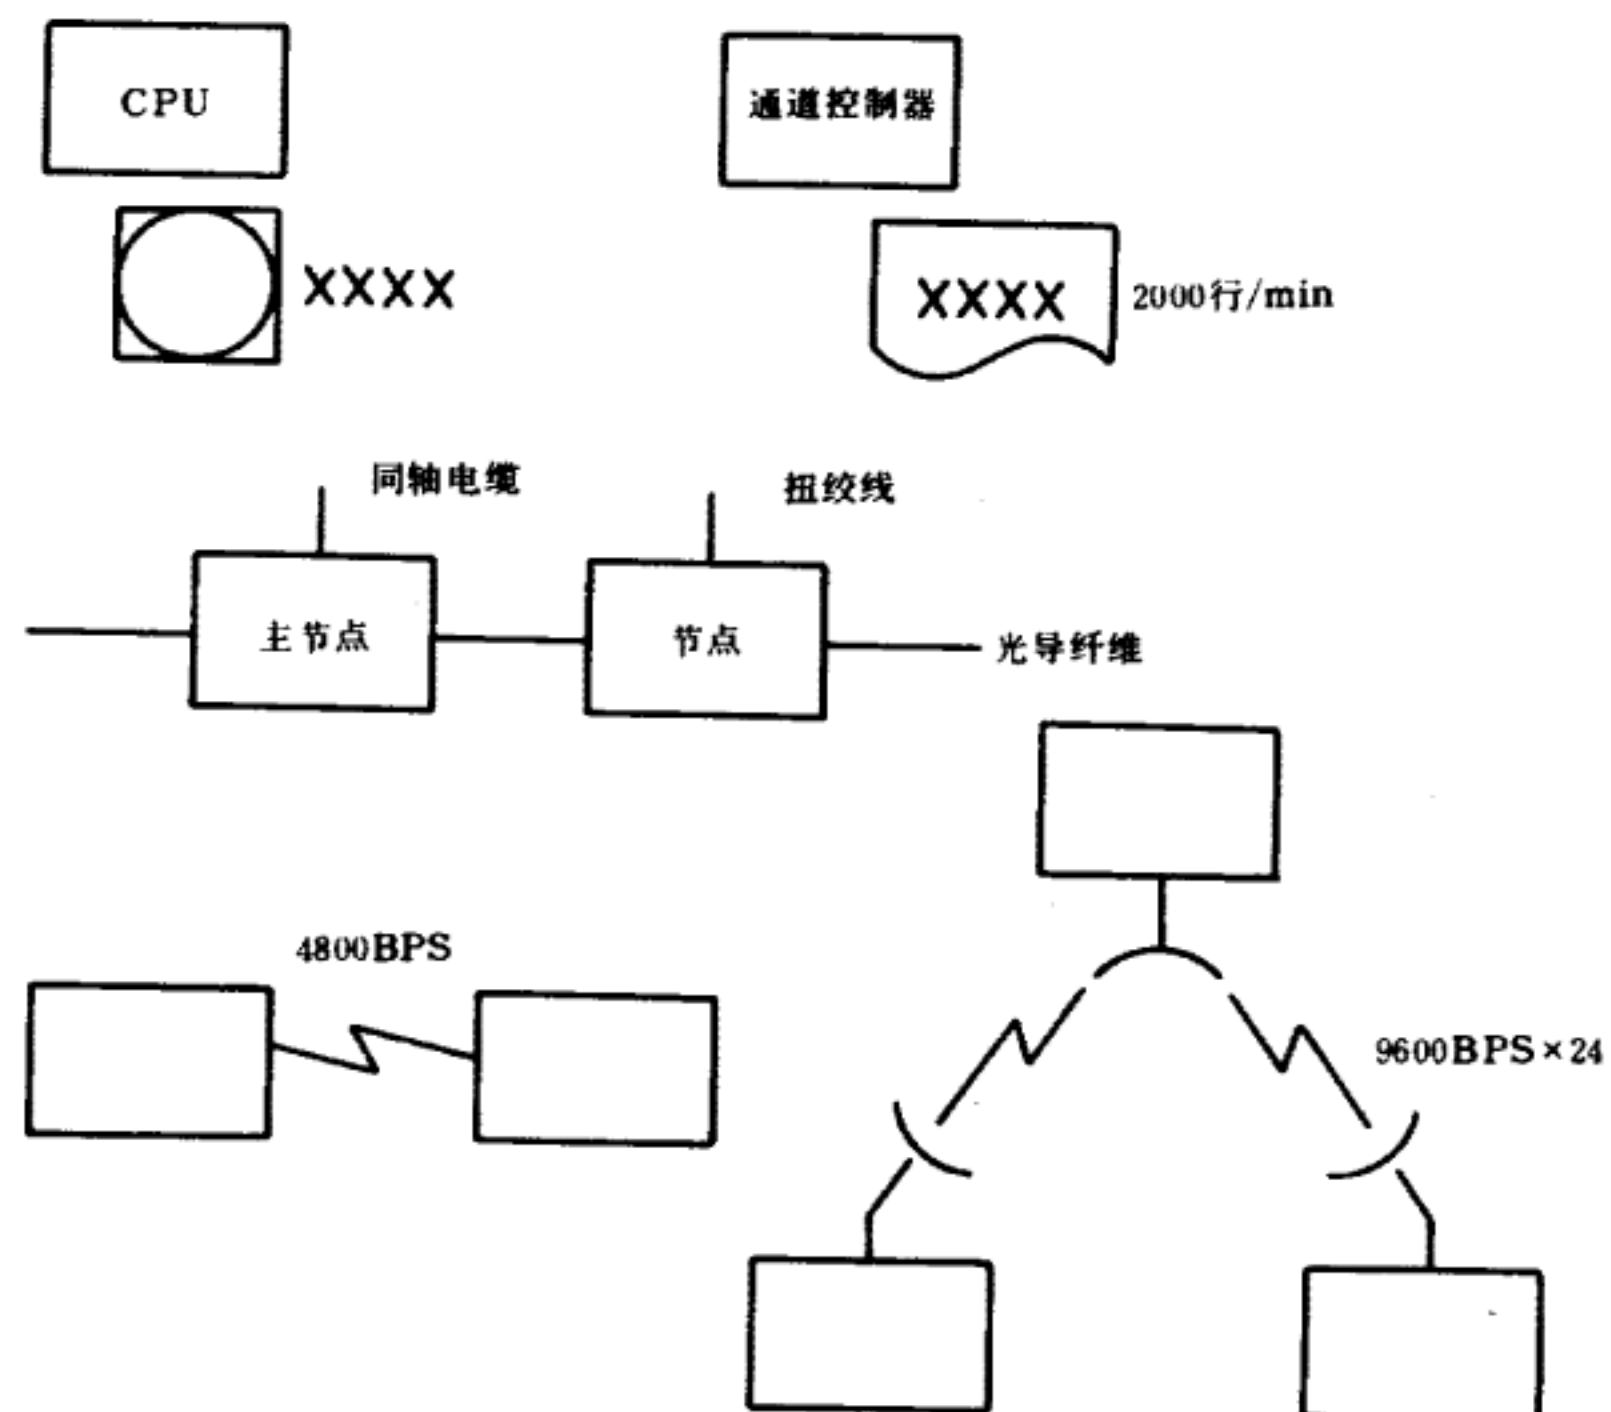 CPU
通道控制器
XXXX
XXXX
2000行/min
同轴电缆
扭绞线
主节点
节点
光导纤维
4800BPS
9600BPS×24